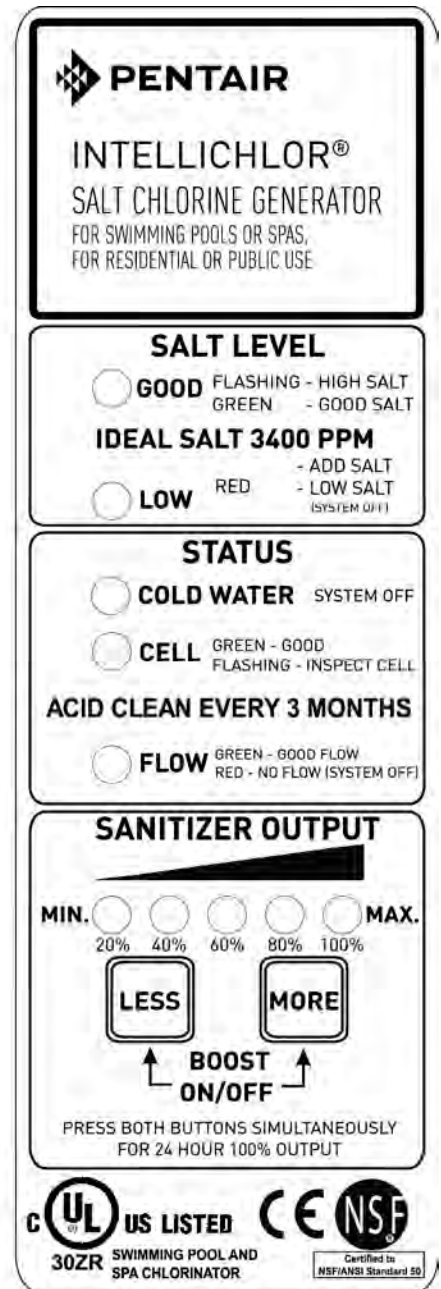 PENTAIR
INTELLICHLOR®
SALT CHLORINE GENERATOR
FOR SWIMMING POOLS OR SPAS,
FOR RESIDENTIAL OR PUBLIC USE
SALT LEVEL
GOOD FLASHING - HIGH SALT
GREEN - GOOD SALT
IDEAL SALT 3400 PPM
- ADD SALT
LOW RED - LOW SALT
(SYSTEM OFF)
STATUS
COLD WATER SYSTEM OFF
CELL GREEN - GOOD
FLASHING - INSPECT CELL
ACID CLEAN EVERY 3 MONTHS
FLOW GREEN - GOOD FLOW
RED - NO FLOW (SYSTEM OFF)
SANITIZER OUTPUT
MIN. MAX.
20% 40% 60% 80% 100%
LESS MORE
BOOST
ON/OFF
PRESS BOTH BUTTONS SIMULTANEOUSLY
FOR 24 HOUR 100% OUTPUT
C UL ® US LISTED CE NSF
30ZR SWIMMING POOL AND
SPA CHLORINATOR
Certified to
NSF/ANSI Standard 50